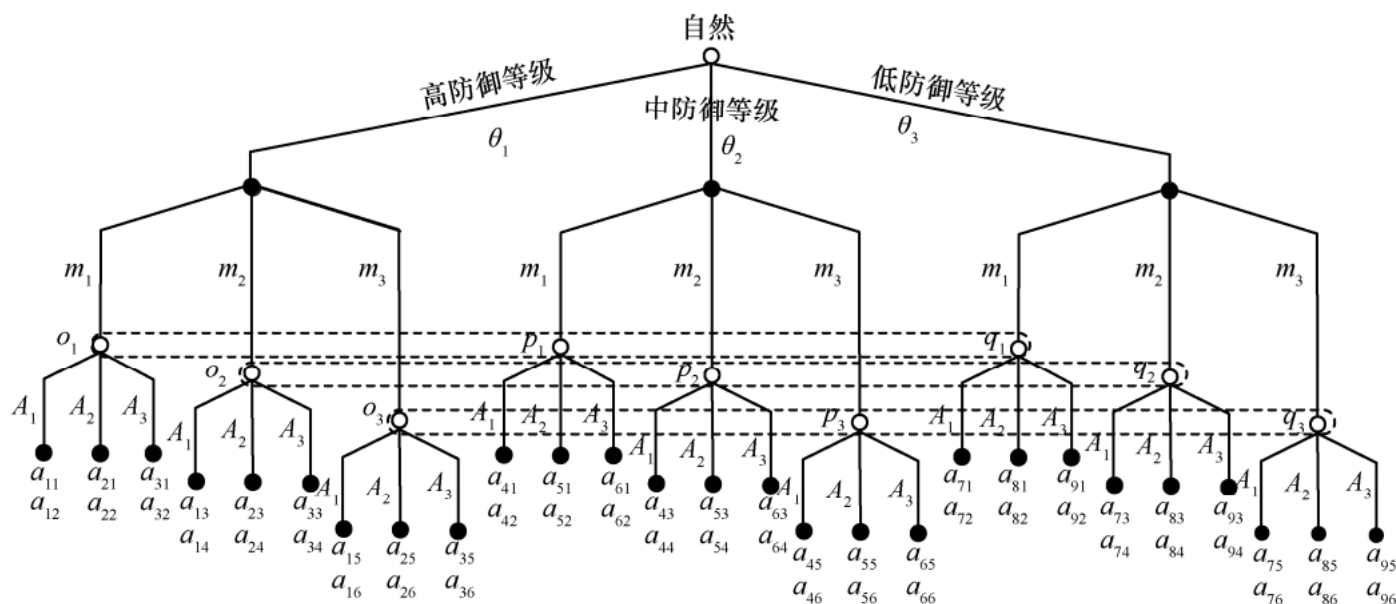 自然
高防御等级
中防御等级
低防御等级
θ₁
θ₂
θ₃
m₁ m₂ m₃ m₁ m₂ m₃ m₁ m₂ m₃
o₁ p₁ q₁
o₂ p₂ q₂
o₃ p₃ q₃
A₁ A₂ A₃ A₁ A₂ A₃ A₁ A₂ A₃
A₁ A₂ A₃ A₁ A₂ A₃ A₁ A₂ A₃
A₁ A₂ A₃ A₁ A₂ A₃ A₁ A₂ A₃
a₁₁ a₂₁ a₃₁ a₄₁ a₅₁ a₆₁ a₇₁ a₈₁ a₉₁
a₁₂ a₂₂ a₃₂ a₄₂ a₅₂ a₆₂ a₇₂ a₈₂ a₉₂
a₁₃ a₂₃ a₃₃ a₄₃ a₅₃ a₆₃ a₇₃ a₈₃ a₉₃
a₁₄ a₂₄ a₃₄ a₄₄ a₅₄ a₆₄ a₇₄ a₈₄ a₉₄
a₁₅ a₂₅ a₃₅ a₄₅ a₅₅ a₆₅ a₇₅ a₈₅ a₉₅
a₁₆ a₂₆ a₃₆ a₄₆ a₅₆ a₆₆ a₇₆ a₈₆ a₉₆